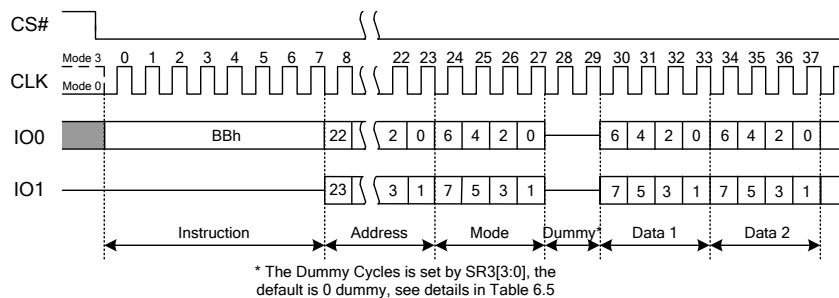 CS#
Mode 3 0 1 2 3 4 5 6 7 8 22 23 24 25 26 27 28 29 30 31 32 33 34 35 36 37
CLK
Mode 0
IO0 BBh 22 2 0 6 4 2 0 6 4 2 0 6 4 2 0
IO1 23 3 1 7 5 3 1 7 5 3 1 7 5 3 1
Instruction Address Mode Dummy* Data 1 Data 2
* The Dummy Cycles is set by SR3[3:0], the
default is 0 dummy, see details in Table 6.5